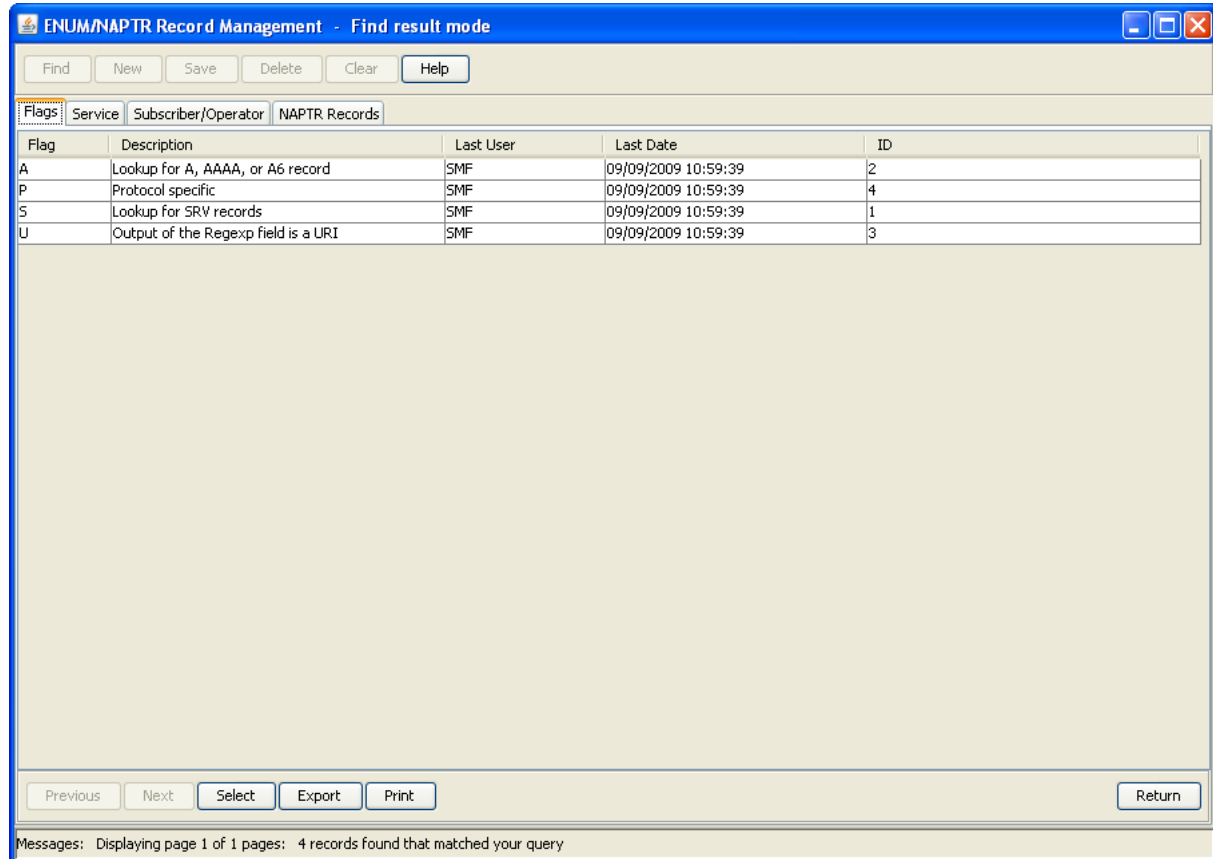 ENUM/NAPTR Record Management - Find result mode
Find New Save Delete Clear Help
Flags Service Subscriber/Operator NAPTR Records
Flag Description Last User Last Date ID
A Lookup for A, AAAA, or A6 record SMF 09/09/2009 10:59:39 2
P Protocol specific SMF 09/09/2009 10:59:39 4
S Lookup for SRV records SMF 09/09/2009 10:59:39 1
U Output of the Regexp field is a URI SMF 09/09/2009 10:59:39 3
Previous Next Select Export Print Return
Messages: Displaying page 1 of 1 pages: 4 records found that matched your query